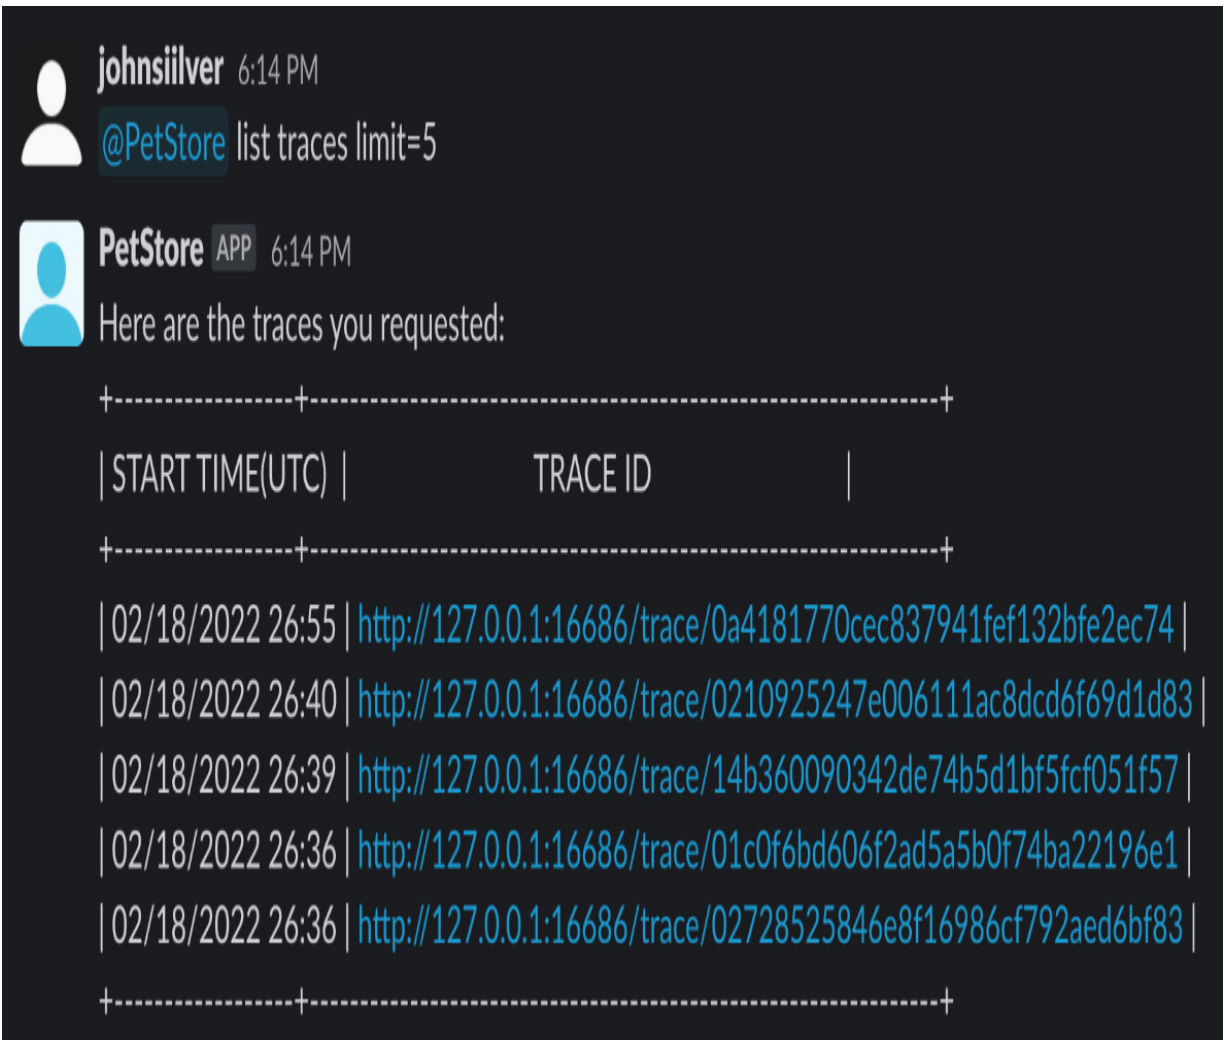 johnsiilver 6:14 PM
@PetStore list traces limit=5
PetStore APP 6:14 PM
Here are the traces you requested:
+------------------+---------------------------------------------------------------+
| START TIME(UTC) | TRACE ID |
+------------------+---------------------------------------------------------------+
| 02/18/2022 26:55 | http://127.0.0.1:16686/trace/0a4181770cec837941fef132bfe2ec74 |
| 02/18/2022 26:40 | http://127.0.0.1:16686/trace/0210925247e006111ac8dcd6f69d1d83 |
| 02/18/2022 26:39 | http://127.0.0.1:16686/trace/14b360090342de74b5d1bf5fcf051f57 |
| 02/18/2022 26:36 | http://127.0.0.1:16686/trace/01c0f6bd606f2ad5a5b0f74ba22196e1 |
| 02/18/2022 26:36 | http://127.0.0.1:16686/trace/02728525846e8f16986cf792aed6bf83 |
+------------------+---------------------------------------------------------------+